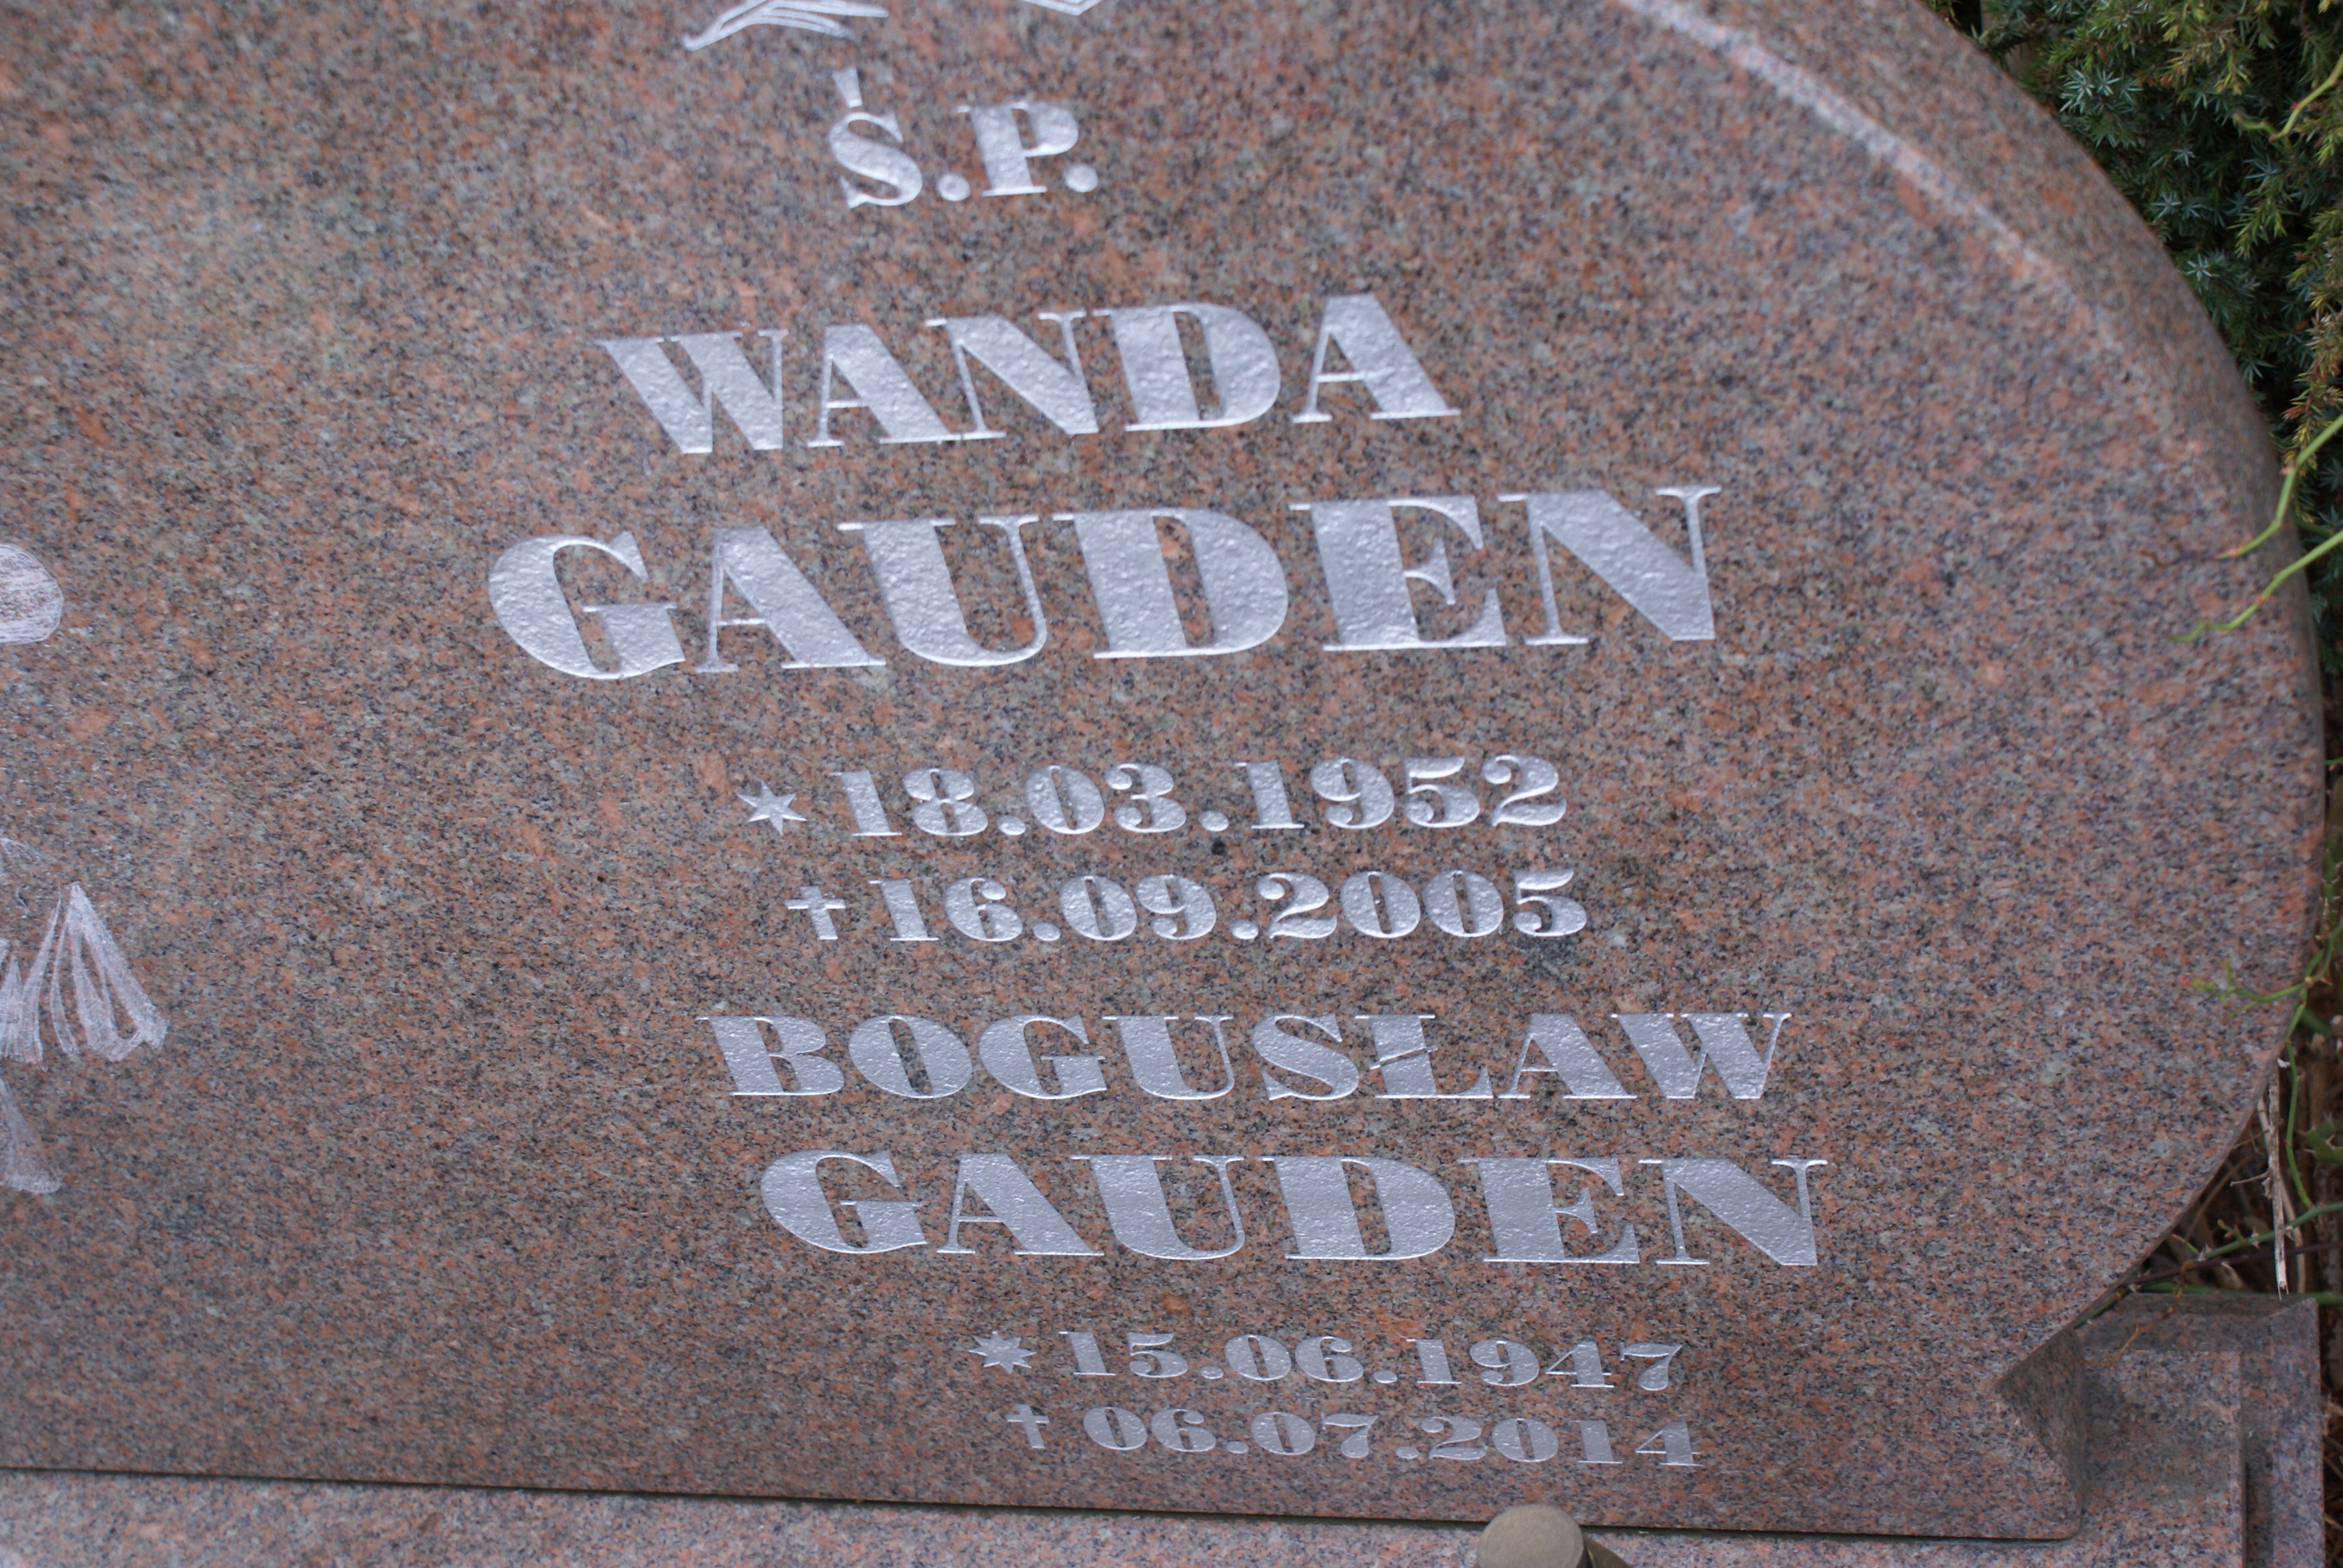 Ś.P.
WANDA
GAUDEN
* 18.03.1952
† 16.09.2005
BOGUSŁAW
GAUDEN
* 15.06.1947
† 06.07.2014